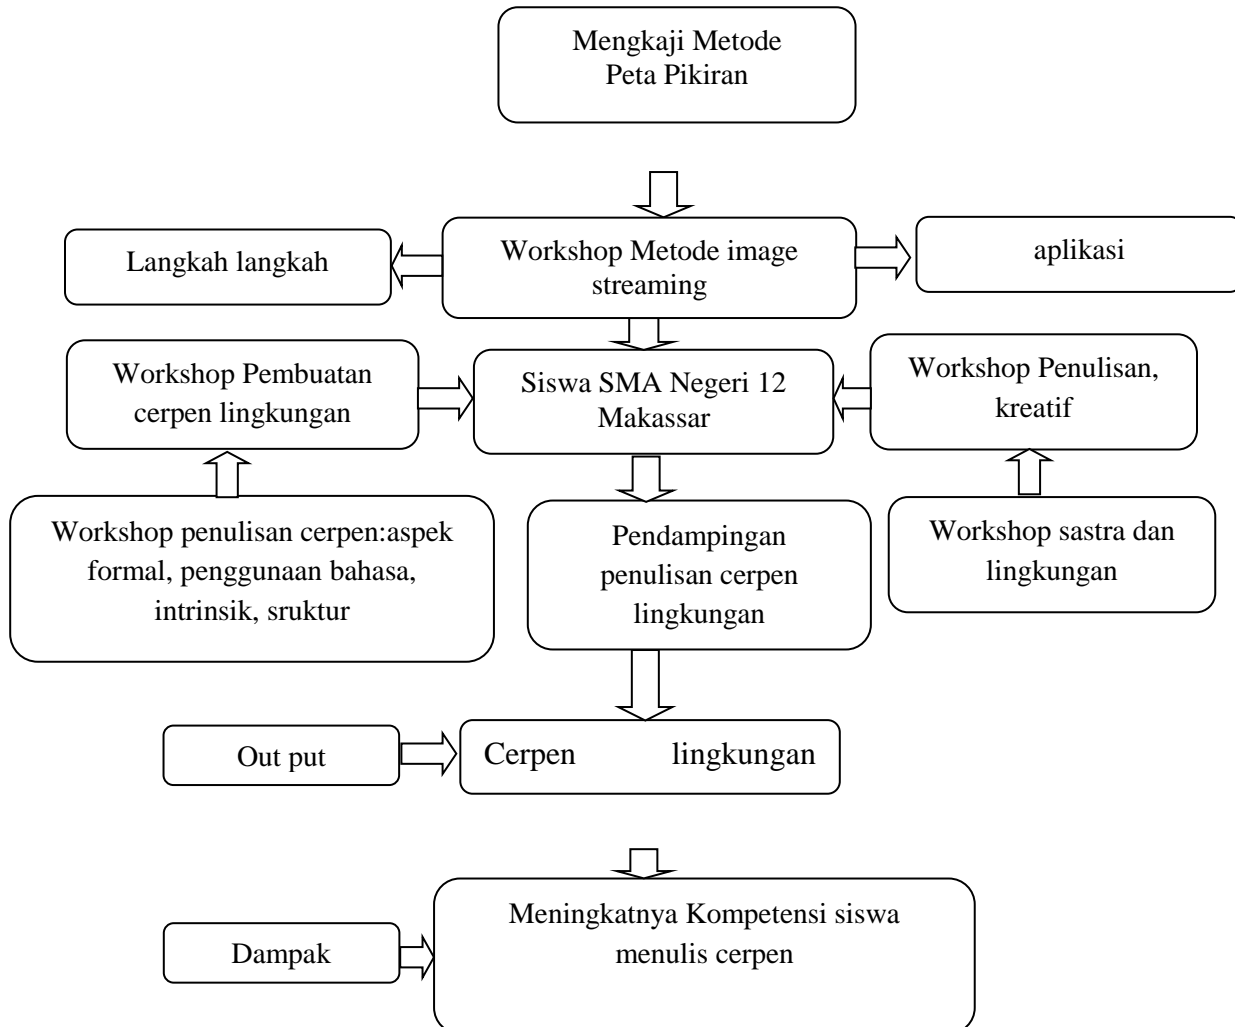 Mengkaji Metode
Peta Pikiran
Langkah langkah
Workshop Metode image
streaming
aplikasi
Workshop Pembuatan
cerpen lingkungan
Siswa SMA Negeri 12
Makassar
Workshop Penulisan,
kreatif
Workshop penulisan cerpen:aspek
formal, penggunaan bahasa,
intrinsik, sruktur
Pendampingan
penulisan cerpen
lingkungan
Workshop sastra dan
lingkungan
Out put
Cerpen lingkungan
Dampak
Meningkatnya Kompetensi siswa
menulis cerpen